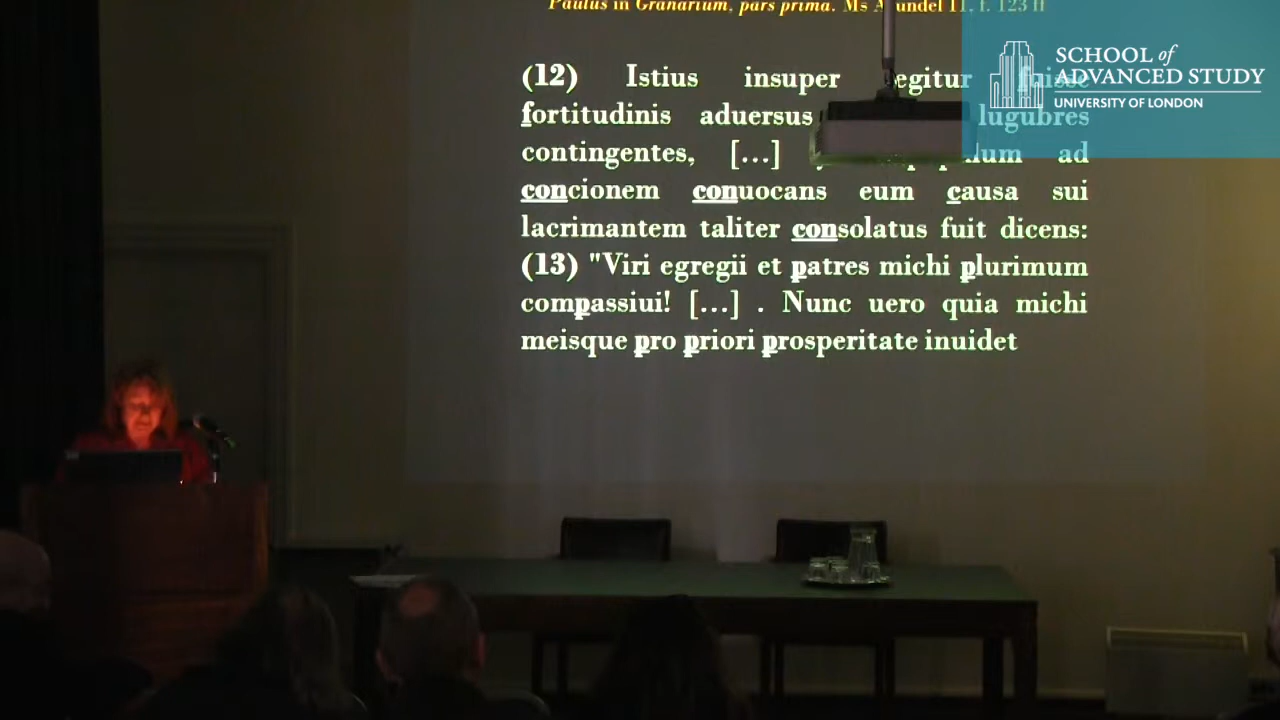 Paulus in Granarium, pars prima. Ms f. 123 ff
(12) Istius insuper
fortitudinis aduersus lugubres
contingentes, [...] ad
concionem conuocans eum causa sui
lacrimantem taliter consolatus fuit dicens:
(13) "Viri egregii et patres michi plurimum
compassiui! [...] . Nunc uero quia michi
meisque pro priori prosperitate inuidet
SCHOOL of
ADVANCED STUDY
UNIVERSITY OF LONDON